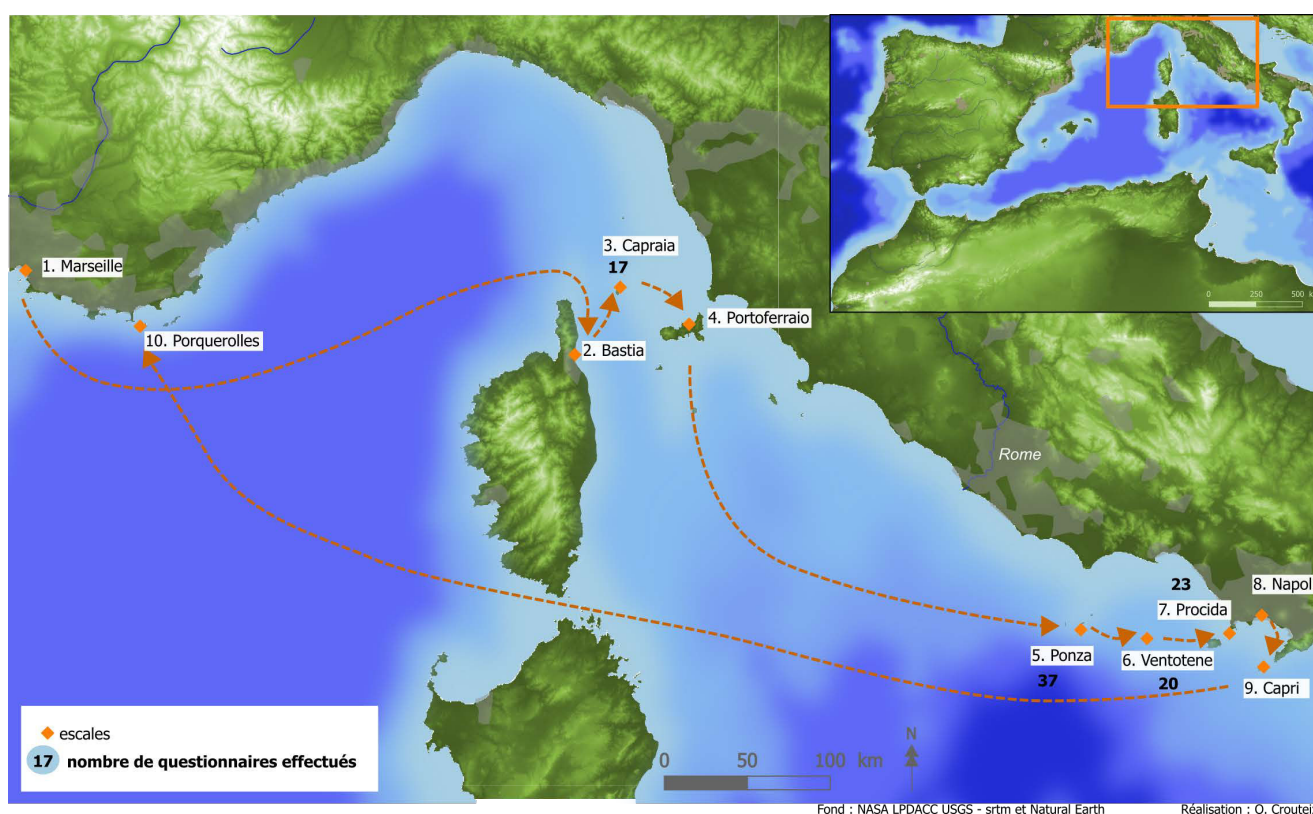 0 250 500 k
1. Marseille
10. Porquerolles
3. Capraia
17
4. Portoferraio
2. Bastia
Rome
23
8. Napol
7. Procida
5. Ponza
37
6. Ventotene
20
9. Capri
escales
17 nombre de questionnaires effectués
N
0 50 100 km
Fond : NASA LPDACC USGS - srtm et Natural Earth
Réalisation : O. Croutei